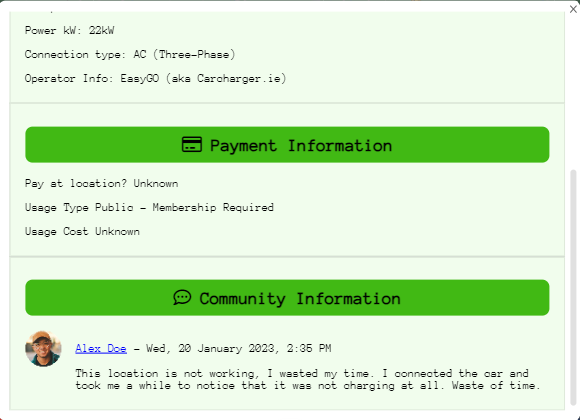 Power kW: 22kW
Connection type: AC (Three-Phase)
Operator Info: EasyGO (aka Carcharger.ie)
Payment Information
Pay at location? Unknown
Usage Type Public - Membership Required
Usage Cost Unknown
Community Information
Alex Doe - Wed, 20 January 2023, 2:35 PM
This location is not working, I wasted my time. I connected the car and
took me a while to notice that it was not charging at all. Waste of time.